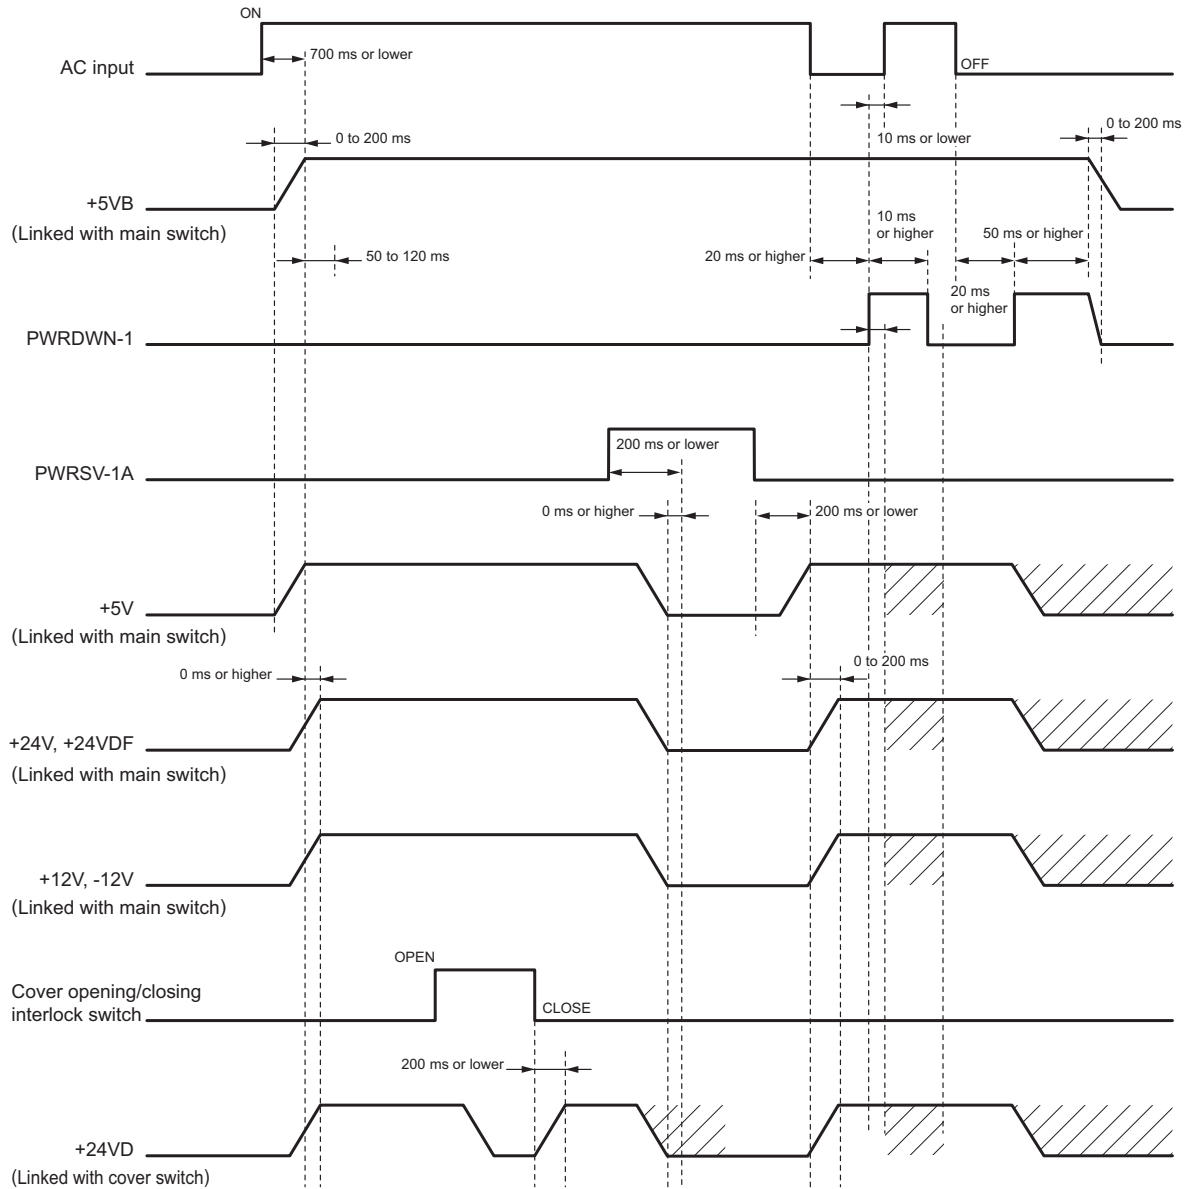 ON
700 ms or lower
AC input
OFF
0 to 200 ms
0 to 200 ms
10 ms or lower
+5VB
(Linked with main switch)
10 ms
or higher
50 ms or higher
50 to 120 ms
20 ms or higher
20 ms
or higher
PWRDWN-1
200 ms or lower
PWRSV-1A
0 ms or higher
200 ms or lower
+5V
(Linked with main switch)
0 ms or higher
0 to 200 ms
+24V, +24VDF
(Linked with main switch)
+12V, -12V
(Linked with main switch)
OPEN
Cover opening/closing
interlock switch
CLOSE
200 ms or lower
+24VD
(Linked with cover switch)